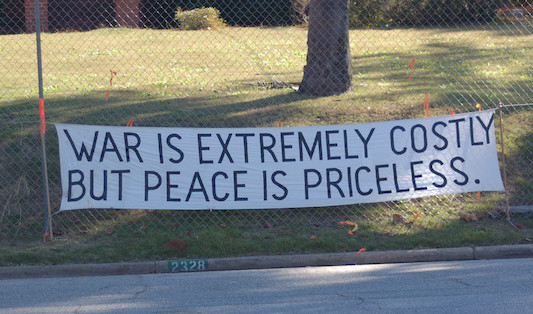 WAR IS EXTREMELY COSTLY
BUT PEACE IS PRICELESS.
2328